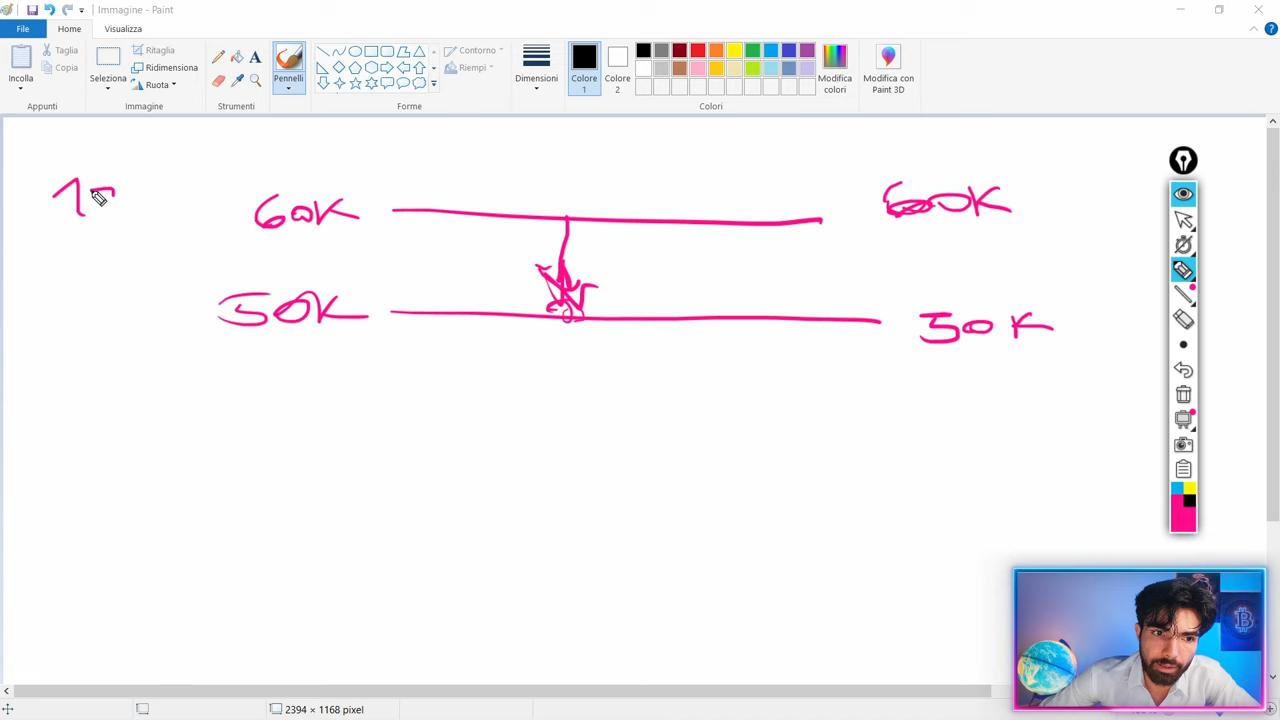 Immagine - Paint
File Home Visualizza
Incolla
Taglia
Copia
Appunti
Seleziona
Ritaglia
Ridimensiona
Ruota
Immagine
Strumenti
Pennelli
Contorno
Riempi
Forme
Dimensioni
Colore 1
Colore 2
Modifica colori
Colori
Modifica con Paint 3D
60K 60K
50K 50K
2394 × 1168 pixel